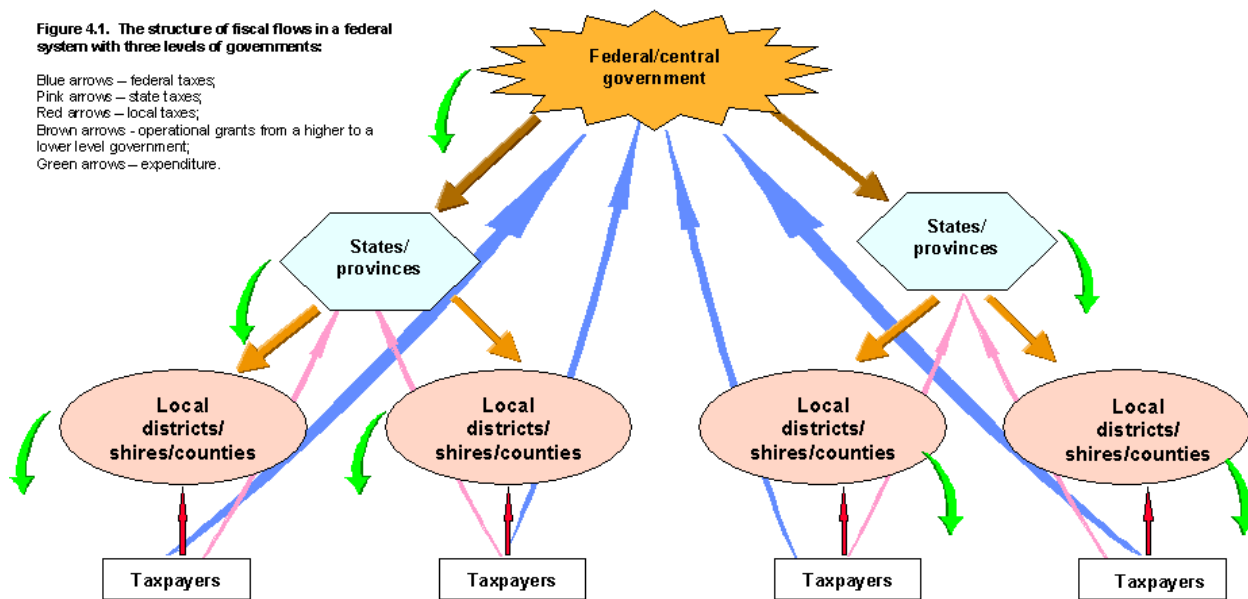 Figure 4.1. The structure of fiscal flows in a federal
system with three levels of governments:
Blue arrows – federal taxes;
Pink arrows – state taxes;
Red arrows – local taxes;
Brown arrows - operational grants from a higher to a
lower level government;
Green arrows – expenditure.
Federal/central
government
States/
provinces
States/
provinces
Local
districts/
shires/counties
Local
districts/
shires/counties
Local
districts/
shires/counties
Local
districts/
shires/counties
Taxpayers
Taxpayers
Taxpayers
Taxpayers